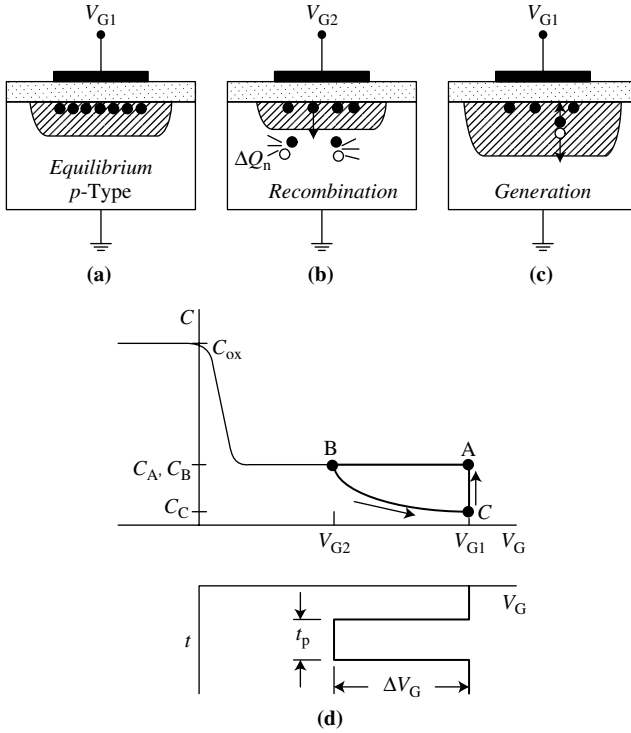 V_G1
V_G2
V_G1
Equilibrium
p-Type
ΔQ_n
Recombination
Generation
(a)
(b)
(c)
C
C_ox
B
A
C_A, C_B
C_C
C
V_G2
V_G1
V_G
V_G
t
t_p
ΔV_G
(d)